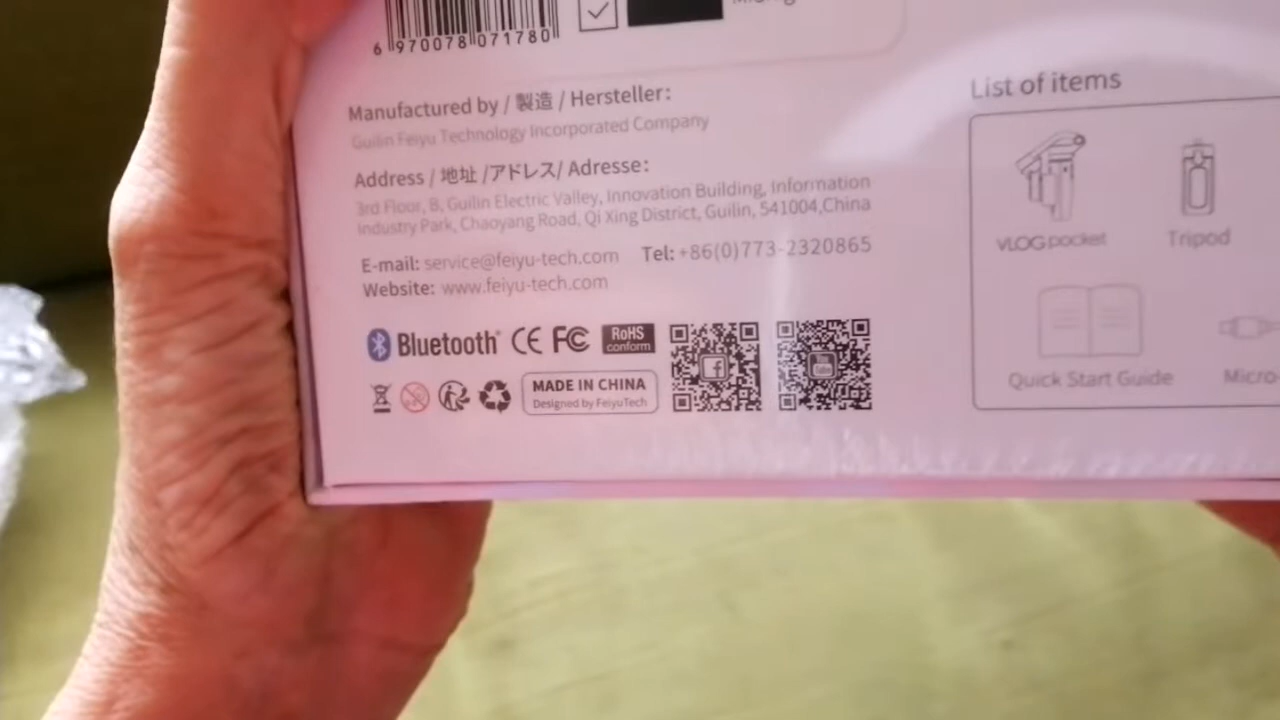 6 970078 071780
Manufactured by / 製造 / Hersteller:
Guilin Feiyu Technology Incorporated Company
Address / 地址 /アドレス/ Adresse:
3rd Floor, B, Guilin Electric Valley, Innovation Building, Information
Industry Park, Chaoyang Road, Qi Xing District, Guilin, 541004,China
E-mail: service@feiyu-tech.com Tel: +86(0)773-2320865
Website: www.feiyu-tech.com
Bluetooth® CE FC RoHS
conform
MADE IN CHINA
Designed by FeiyuTech
You
Tube
List of items
VLOG pocket Tripod
Quick Start Guide Micro-